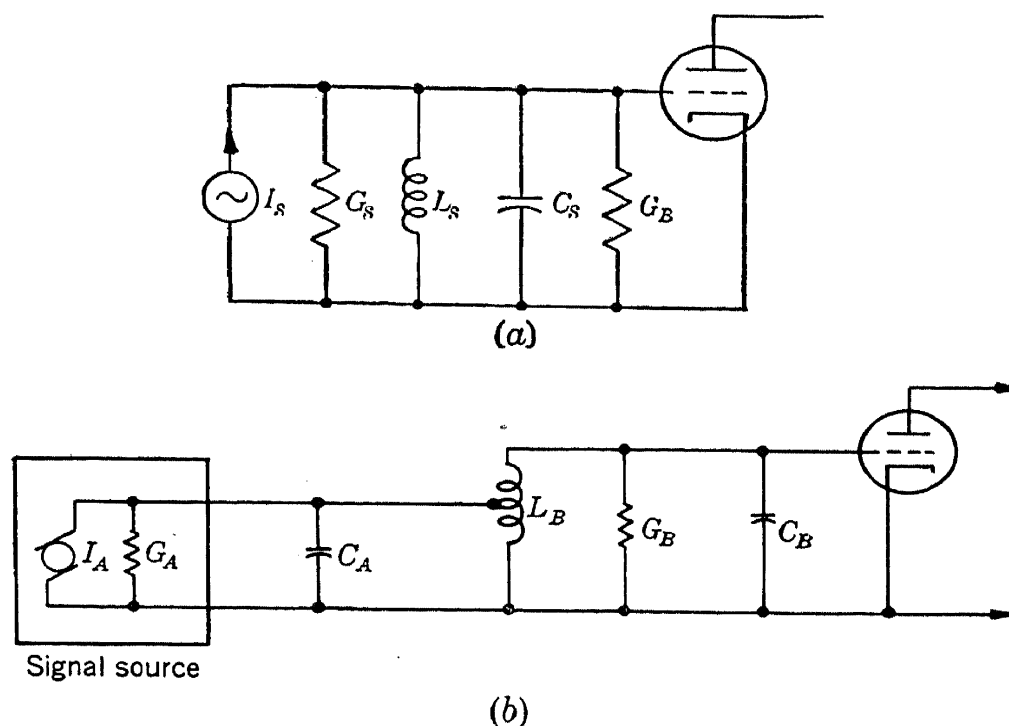 I_s G_s L_s C_s G_B
(a)
I_A G_A C_A L_B G_B C_B
Signal source
(b)